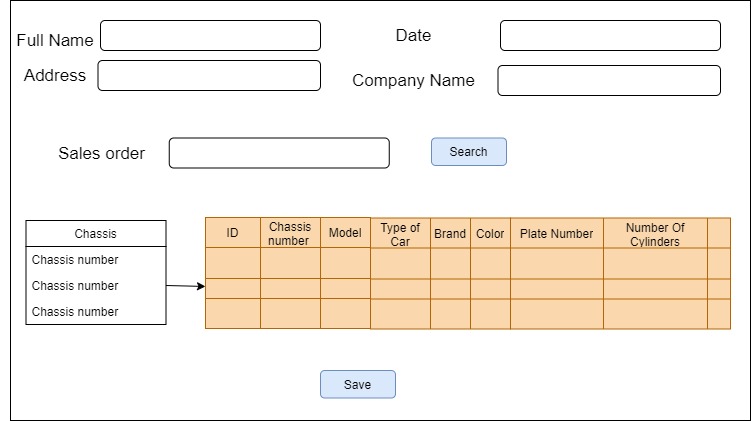 Full Name
Date
Address
Company Name
Sales order
Search
Chassis
Chassis number
Chassis number
Chassis number
ID
Chassis
number
Model
Type of
Car
Brand
Color
Plate Number
Number Of
Cylinders
Save